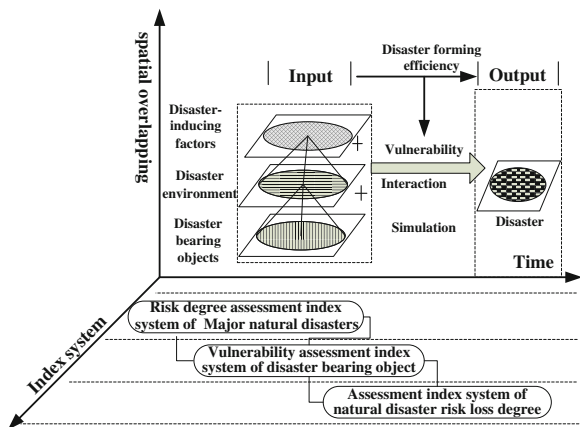 spatial overlapping
Input
Disaster forming
efficiency
Output
Disaster-
inducing
factors
+
Disaster
environment
+
Disaster
bearing
objects
Vulnerability
Interaction
Simulation
Disaster
Time
Index system
Risk degree assessment index
system of Major natural disasters
Vulnerability assessment index
system of disaster bearing object
Assessment index system of
natural disaster risk loss degree